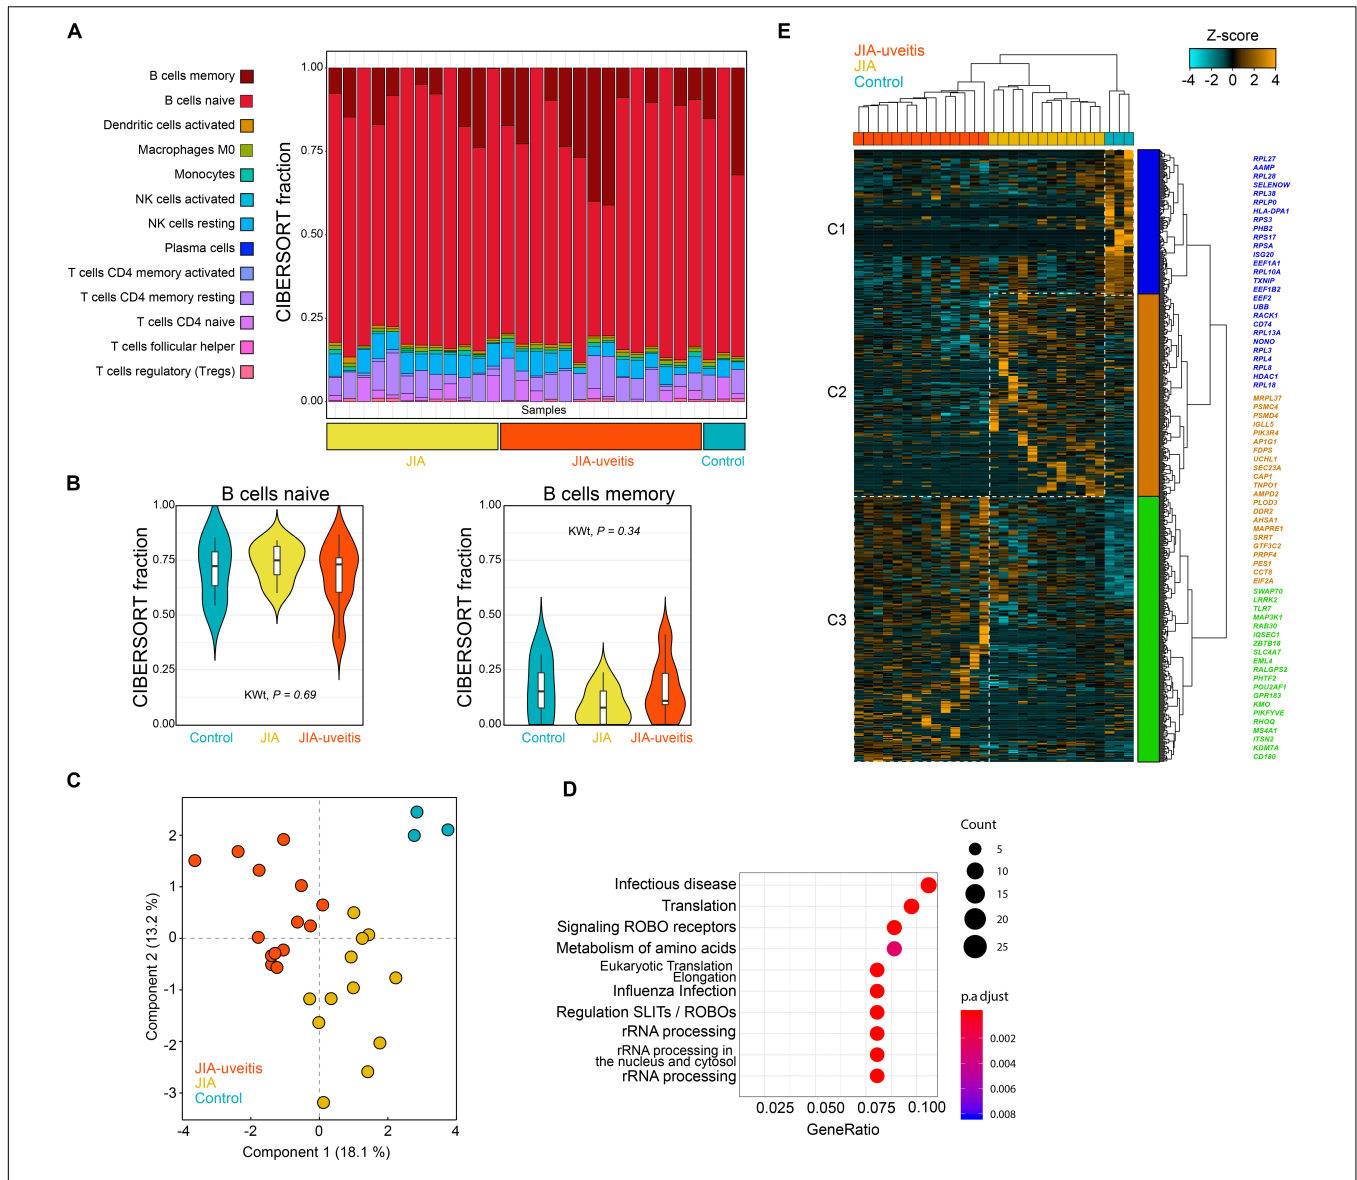 A
B cells memory
B cells naive
Dendritic cells activated
Macrophages M0
Monocytes
NK cells activated
NK cells resting
Plasma cells
T cells CD4 memory activated
T cells CD4 memory resting
T cells CD4 naive
T cells follicular helper
T cells regulatory (Tregs)
CIBERSORT fraction
1.00
0.75
0.50
0.25
0.00
Samples
JIA
JIA-uveitis
Control
B
B cells naive
CIBERSORT fraction
1.00
0.75
0.50
0.25
0.00
KWt, P = 0.69
Control
JIA
JIA-uveitis
B cells memory
CIBERSORT fraction
1.00
0.75
0.50
0.25
0.00
KWt, P = 0.34
Control
JIA
JIA-uveitis
C
Component 2 (13.2 %)
2
1
0
-1
-2
-3
JIA-uveitis
JIA
Control
-4
-2
0
2
4
Component 1 (18.1 %)
D
Infectious disease
Translation
Signaling ROBO receptors
Metabolism of amino acids
Eukaryotic Translation
Elongation
Influenza Infection
Regulation SLITs / ROBOs
rRNA processing
rRNA processing in
the nucleus and cytosol
rRNA processing
0.025
0.050
0.075
0.100
GeneRatio
Count
5
10
15
20
25
p.a djust
0.002
0.004
0.006
0.008
E
JIA-uveitis
JIA
Control
Z-score
-4
-2
0
2
4
C1
C2
C3
RPL27
AAMP
RPL28
SELENOW
RPL38
RPLP0
HLA-DPA1
RPS3
PHB2
RPS17
RPSA
ISG20
EEF1A1
RPL10A
TXNIP
EEF1B2
EEF2
UBB
RACK1
CD74
RPL13A
NONO
RPL3
RPL4
RPL8
HDAC1
RPL18
MRPL37
PSMC4
PSMD4
IGLL5
PIK3R4
AP1G1
FDPS
UCHL1
SEC23A
CAP1
TNPO1
AMPD2
PLOD3
DDR2
AHSA1
MAPRE1
SRRT
GTF3C2
PRPF4
PES1
CCT8
EIF2A
SWAP70
LRRK2
TLR7
MAP3K1
RAB30
IQSEC1
ZBTB18
SLC4A7
EML4
RALGPS2
PHTF2
POU2AF1
GPR183
KMO
PIKFYVE
RHOQ
MS4A1
ITSN2
KDM7A
CD180